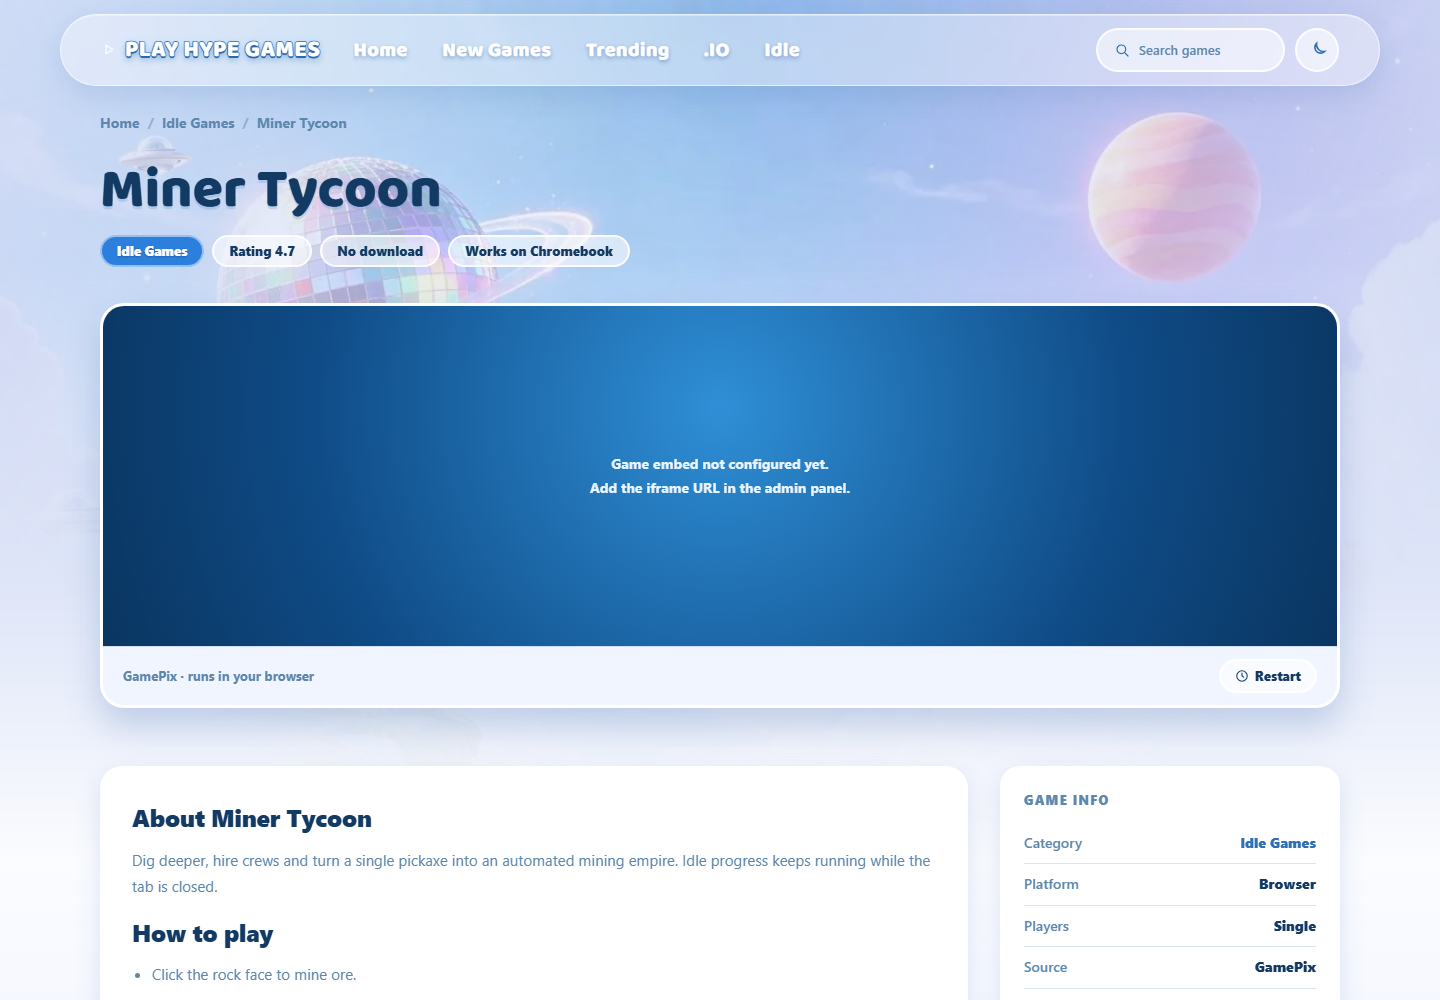 PLAY HYPE GAMES Home New Games Trending .IO Idle Search games
Home / Idle Games / Miner Tycoon
Miner Tycoon
Idle Games Rating 4.7 No download Works on Chromebook
Game embed not configured yet.
Add the iframe URL in the admin panel.
GamePix · runs in your browser Restart
About Miner Tycoon
Dig deeper, hire crews and turn a single pickaxe into an automated mining empire. Idle progress keeps running while the
tab is closed.
How to play
• Click the rock face to mine ore.
GAME INFO
Category Idle Games
Platform Browser
Players Single
Source GamePix